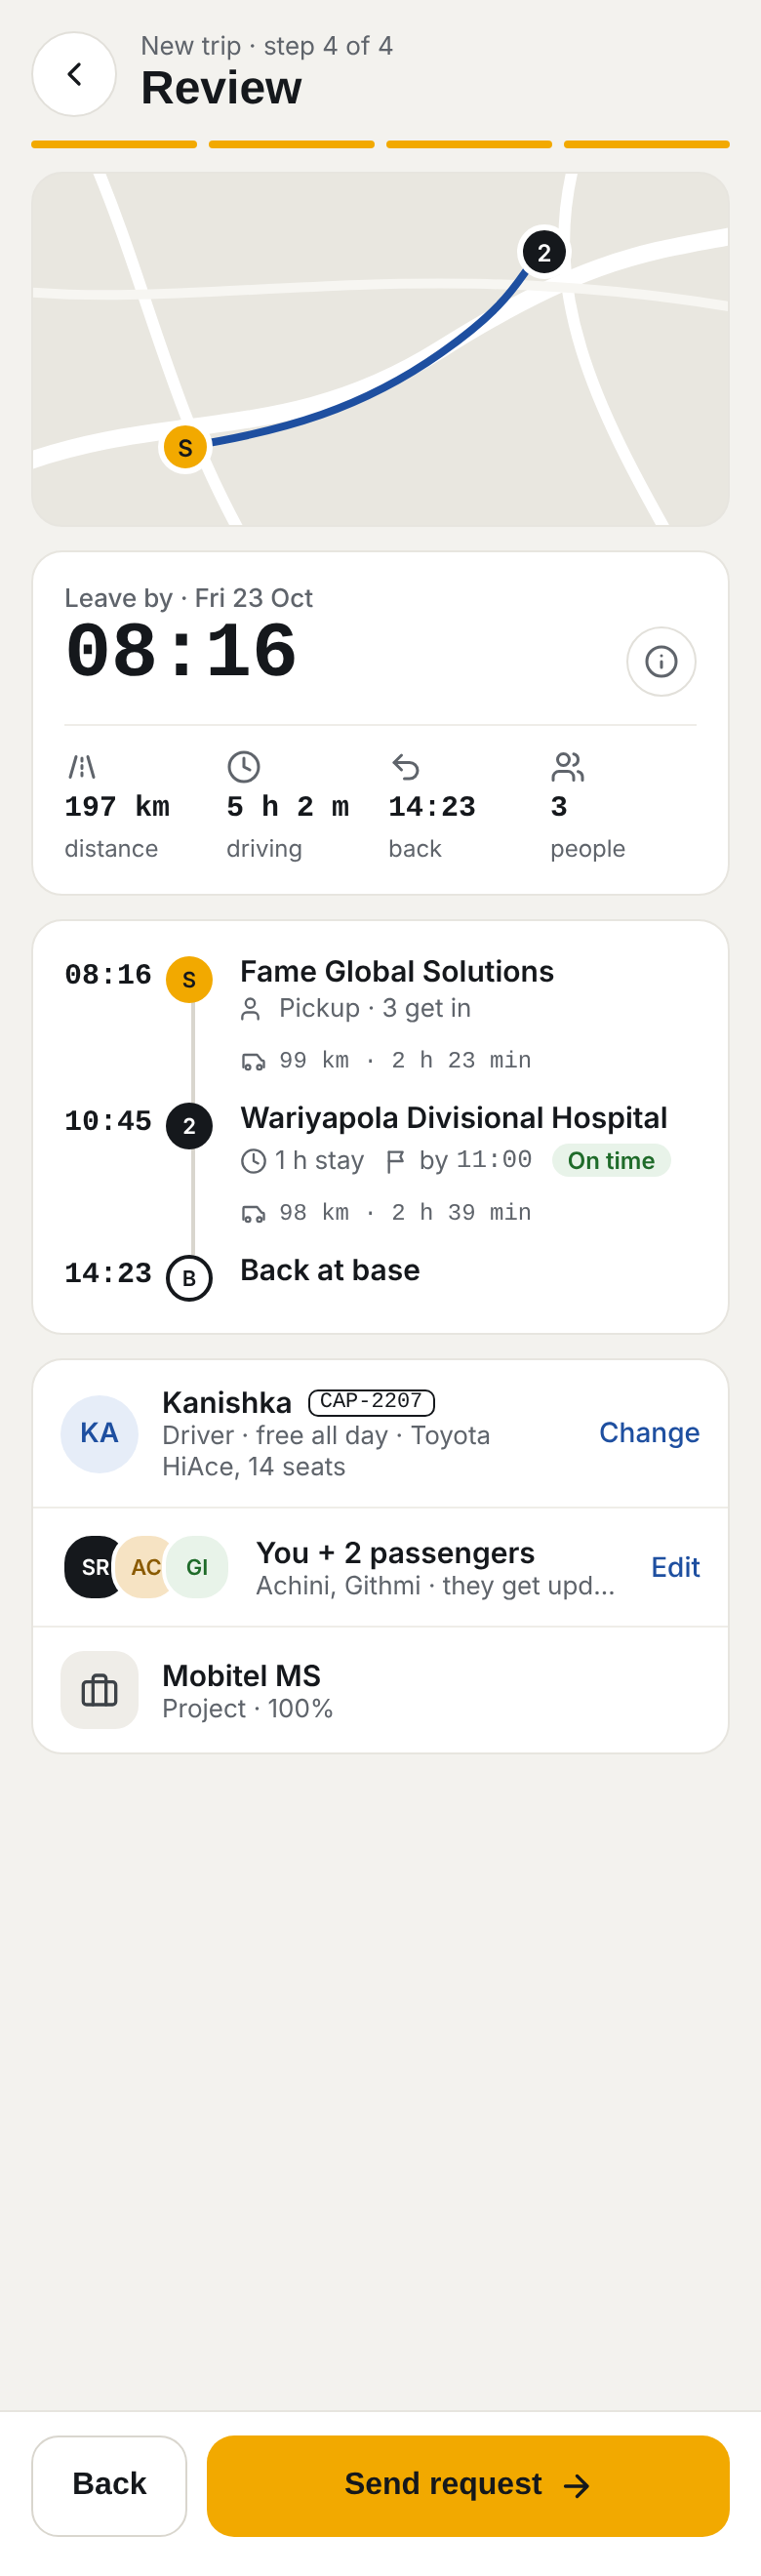 New trip · step 4 of 4
Review
2
S
Leave by · Fri 23 Oct
08:16
197 km
distance
5 h 2 m
driving
14:23
back
3
people
08:16 S Fame Global Solutions
Pickup · 3 get in
99 km · 2 h 23 min
10:45 2 Wariyapola Divisional Hospital
1 h stay by 11:00 On time
98 km · 2 h 39 min
14:23 B Back at base
KA
Kanishka CAP-2207
Driver · free all day · Toyota
HiAce, 14 seats
Change
SR AC GI
You + 2 passengers
Achini, Githmi · they get upd...
Edit
Mobitel MS
Project · 100%
Back
Send request →